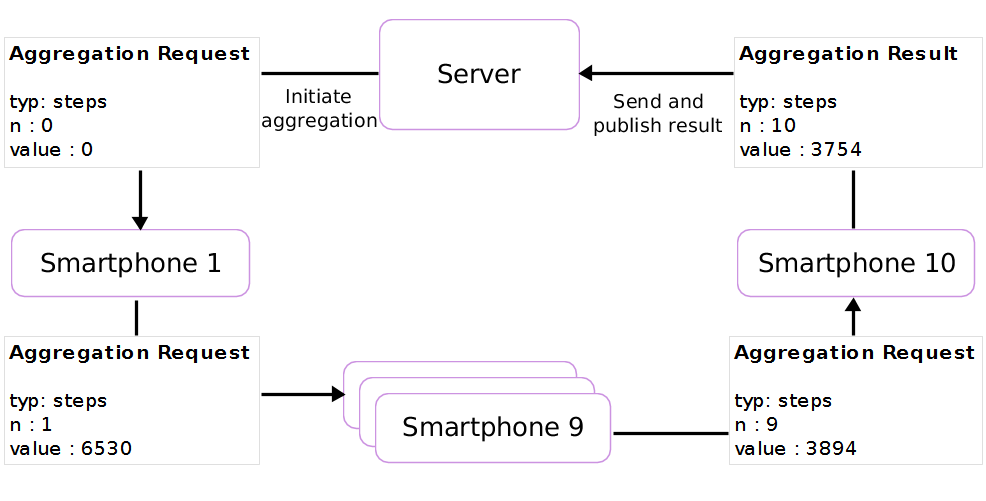 Aggregation Request
typ: steps
n : 0
value : 0
Initiate
aggregation
Server
Send and
publish result
Aggregation Result
typ: steps
n : 10
value : 3754
Smartphone 1
Smartphone 10
Aggregation Request
typ: steps
n : 1
value : 6530
Smartphone 9
Aggregation Request
typ: steps
n : 9
value : 3894